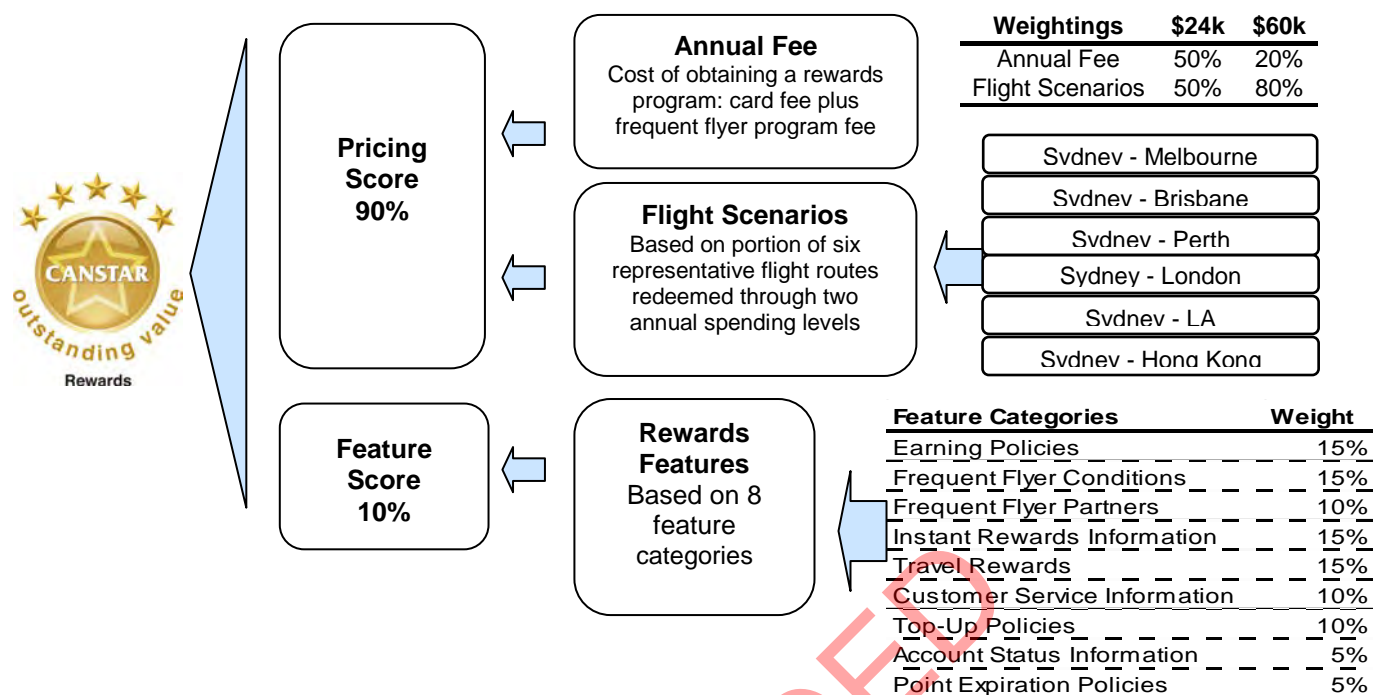 CANSTAR
outstanding value
Rewards
Pricing
Score
90%
Feature
Score
10%
Annual Fee
Cost of obtaining a rewards
program: card fee plus
frequent flyer program fee
Flight Scenarios
Based on portion of six
representative flight routes
redeemed through two
annual spending levels
Rewards
Features
Based on 8
feature
categories
Weightings $24k $60k
Annual Fee 50% 20%
Flight Scenarios 50% 80%
Sydney - Melbourne
Sydney - Brisbane
Sydney - Perth
Sydney - London
Sydney - LA
Sydney - Hong Kong
Feature Categories Weight
Earning Policies 15%
Frequent Flyer Conditions 15%
Frequent Flyer Partners 10%
Instant Rewards Information 15%
Travel Rewards 15%
Customer Service Information 10%
Top-Up Policies 10%
Account Status Information 5%
Point Expiration Policies 5%